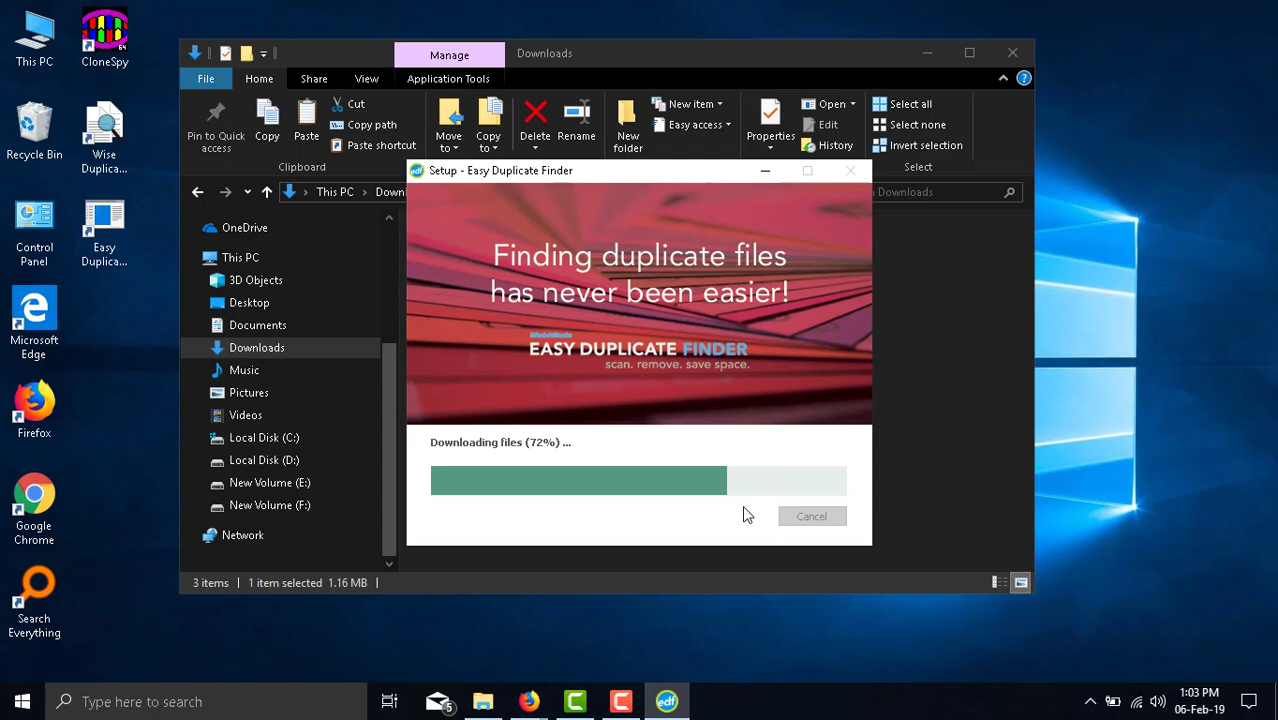 This PC
CloneSpy
Recycle Bin
Wise
Duplica...
Control
Panel
Easy
Duplica...
Microsoft
Edge
Firefox
Google
Chrome
Search
Everything
Manage
Downloads
File
Home
Share
View
Application Tools
Pin to Quick
access
Copy
Paste
Cut
Copy path
Paste shortcut
Clipboard
Move
to
Copy
to
Delete
Rename
New
folder
New item
Easy access
Properties
Open
Edit
History
Select all
Select none
Invert selection
Select
This PC
Down
Downloads
OneDrive
This PC
3D Objects
Desktop
Documents
Downloads
Music
Pictures
Videos
Local Disk (C:)
Local Disk (D:)
New Volume (E:)
New Volume (F:)
Network
3 items
1 item selected 1.16 MB
edf
Setup - Easy Duplicate Finder
Finding duplicate files
has never been easier!
EASY DUPLICATE FINDER
scan. remove. save space.
Downloading files (72%) ...
Cancel
Type here to search
5
edf
1:03 PM
06-Feb-19